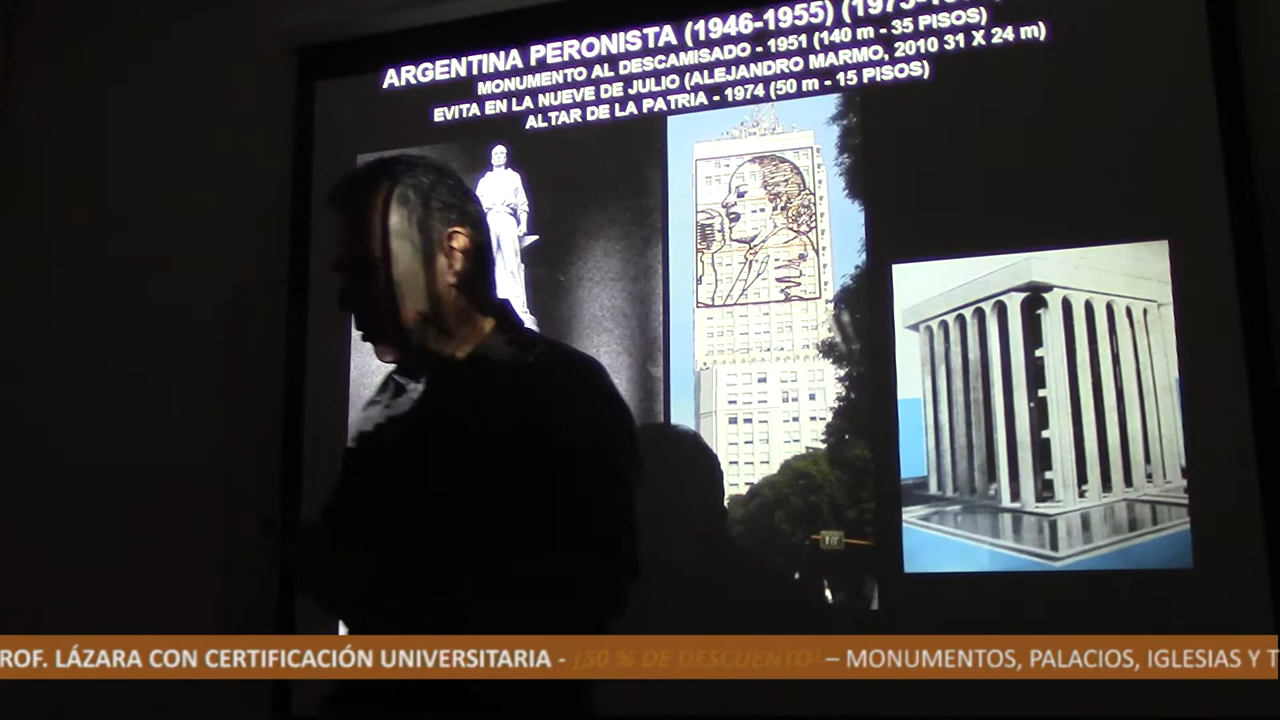 ARGENTINA PERONISTA (1946-1955) (1973-
MONUMENTO AL DESCAMISADO - 1951 (140 m - 35 PISOS)
EVITA EN LA NUEVE DE JULIO (ALEJANDRO MARMO, 2010 31 X 24 m)
ALTAR DE LA PATRIA - 1974 (50 m - 15 PISOS)
ROF. LÁZARA CON CERTIFICACIÓN UNIVERSITARIA - ¡50 % DE DESCUENTO! – MONUMENTOS, PALACIOS, IGLESIAS Y T